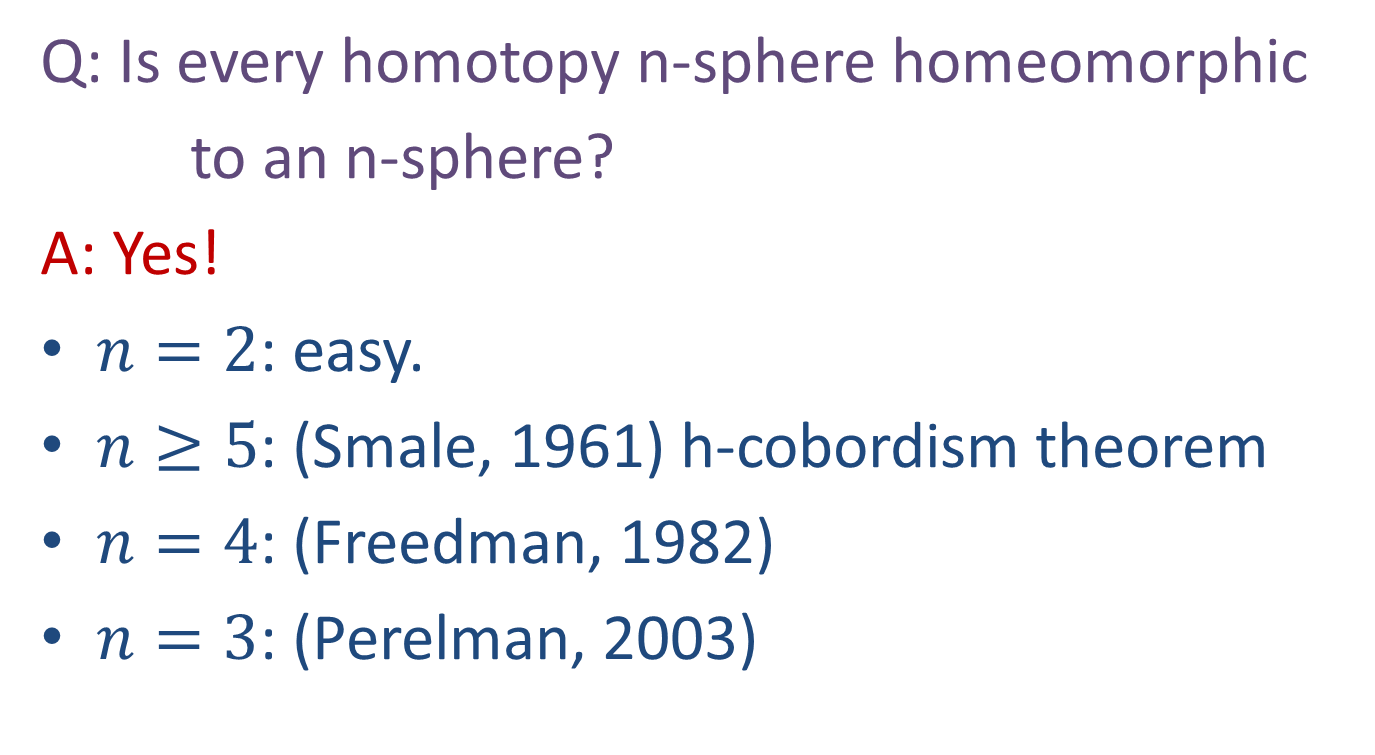 Q: Is every homotopy n-sphere homeomorphic
to an n-sphere?
A: Yes!
• n = 2: easy.
• n ≥ 5: (Smale, 1961) h-cobordism theorem
• n = 4: (Freedman, 1982)
• n = 3: (Perelman, 2003)